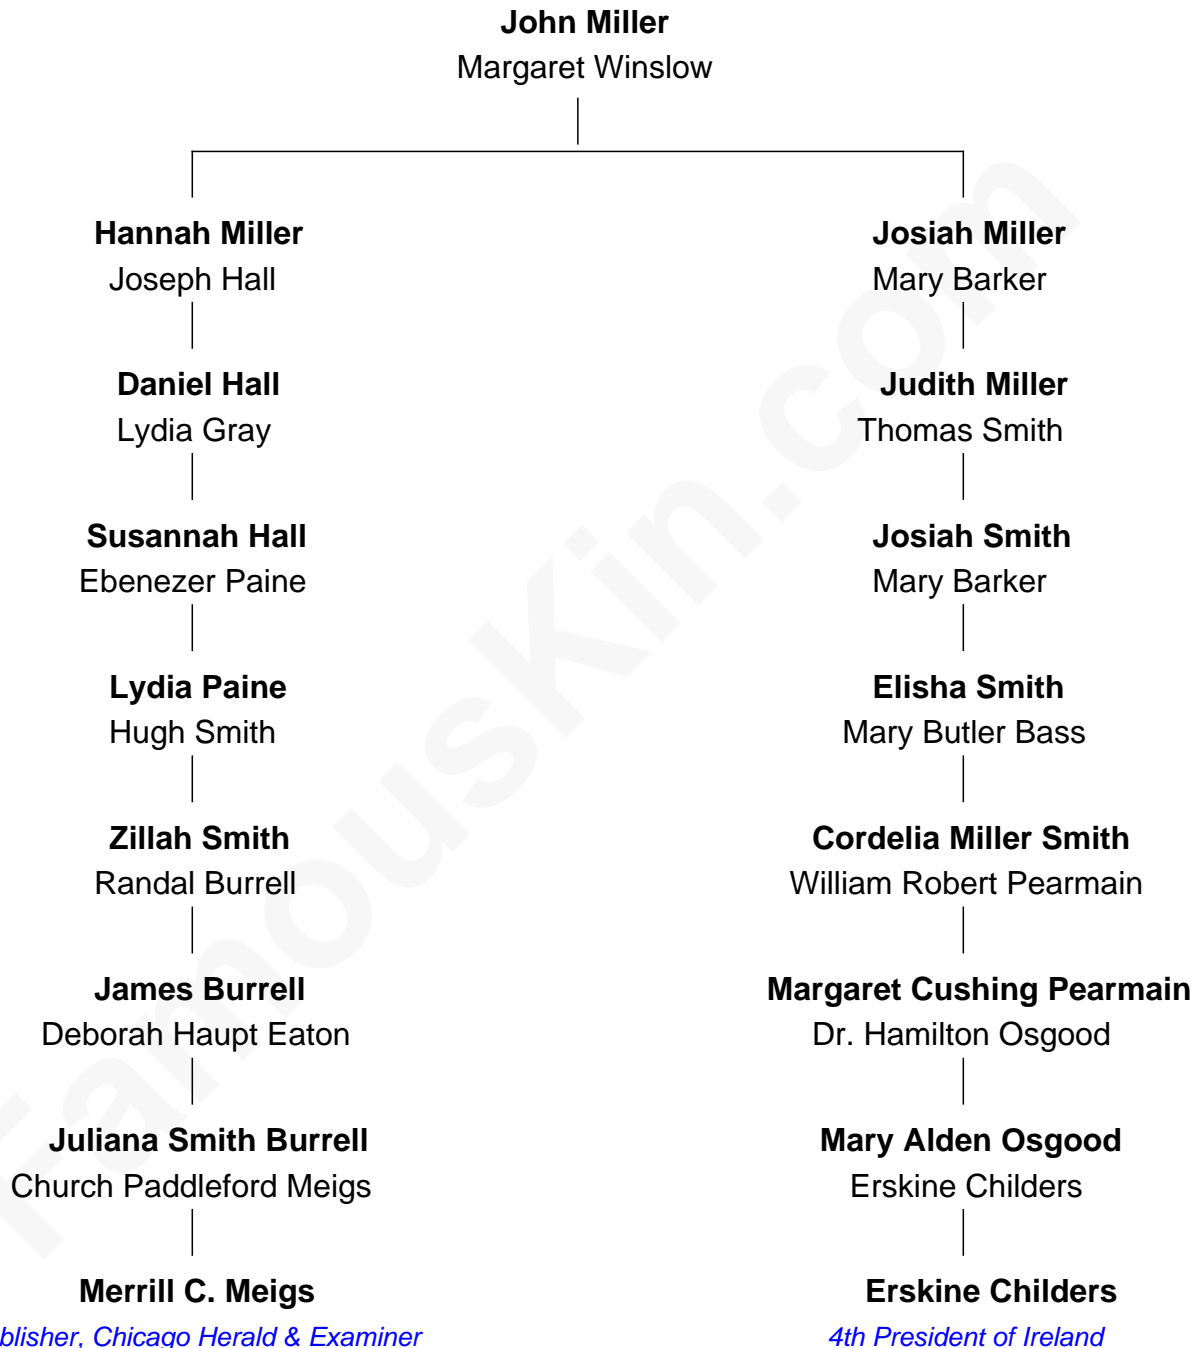 John Miller
Margaret Winslow
Hannah Miller
Joseph Hall
Josiah Miller
Mary Barker
Daniel Hall
Lydia Gray
Judith Miller
Thomas Smith
Susannah Hall
Ebenezer Paine
Josiah Smith
Mary Barker
Lydia Paine
Hugh Smith
Elisha Smith
Mary Butler Bass
Zillah Smith
Randal Burrell
Cordelia Miller Smith
William Robert Pearmain
James Burrell
Deborah Haupt Eaton
Margaret Cushing Pearmain
Dr. Hamilton Osgood
Juliana Smith Burrell
Church Paddleford Meigs
Mary Alden Osgood
Erskine Childers
Merrill C. Meigs
blisher, Chicago Herald & Examiner
Erskine Childers
4th President of Ireland
FamousKin.com